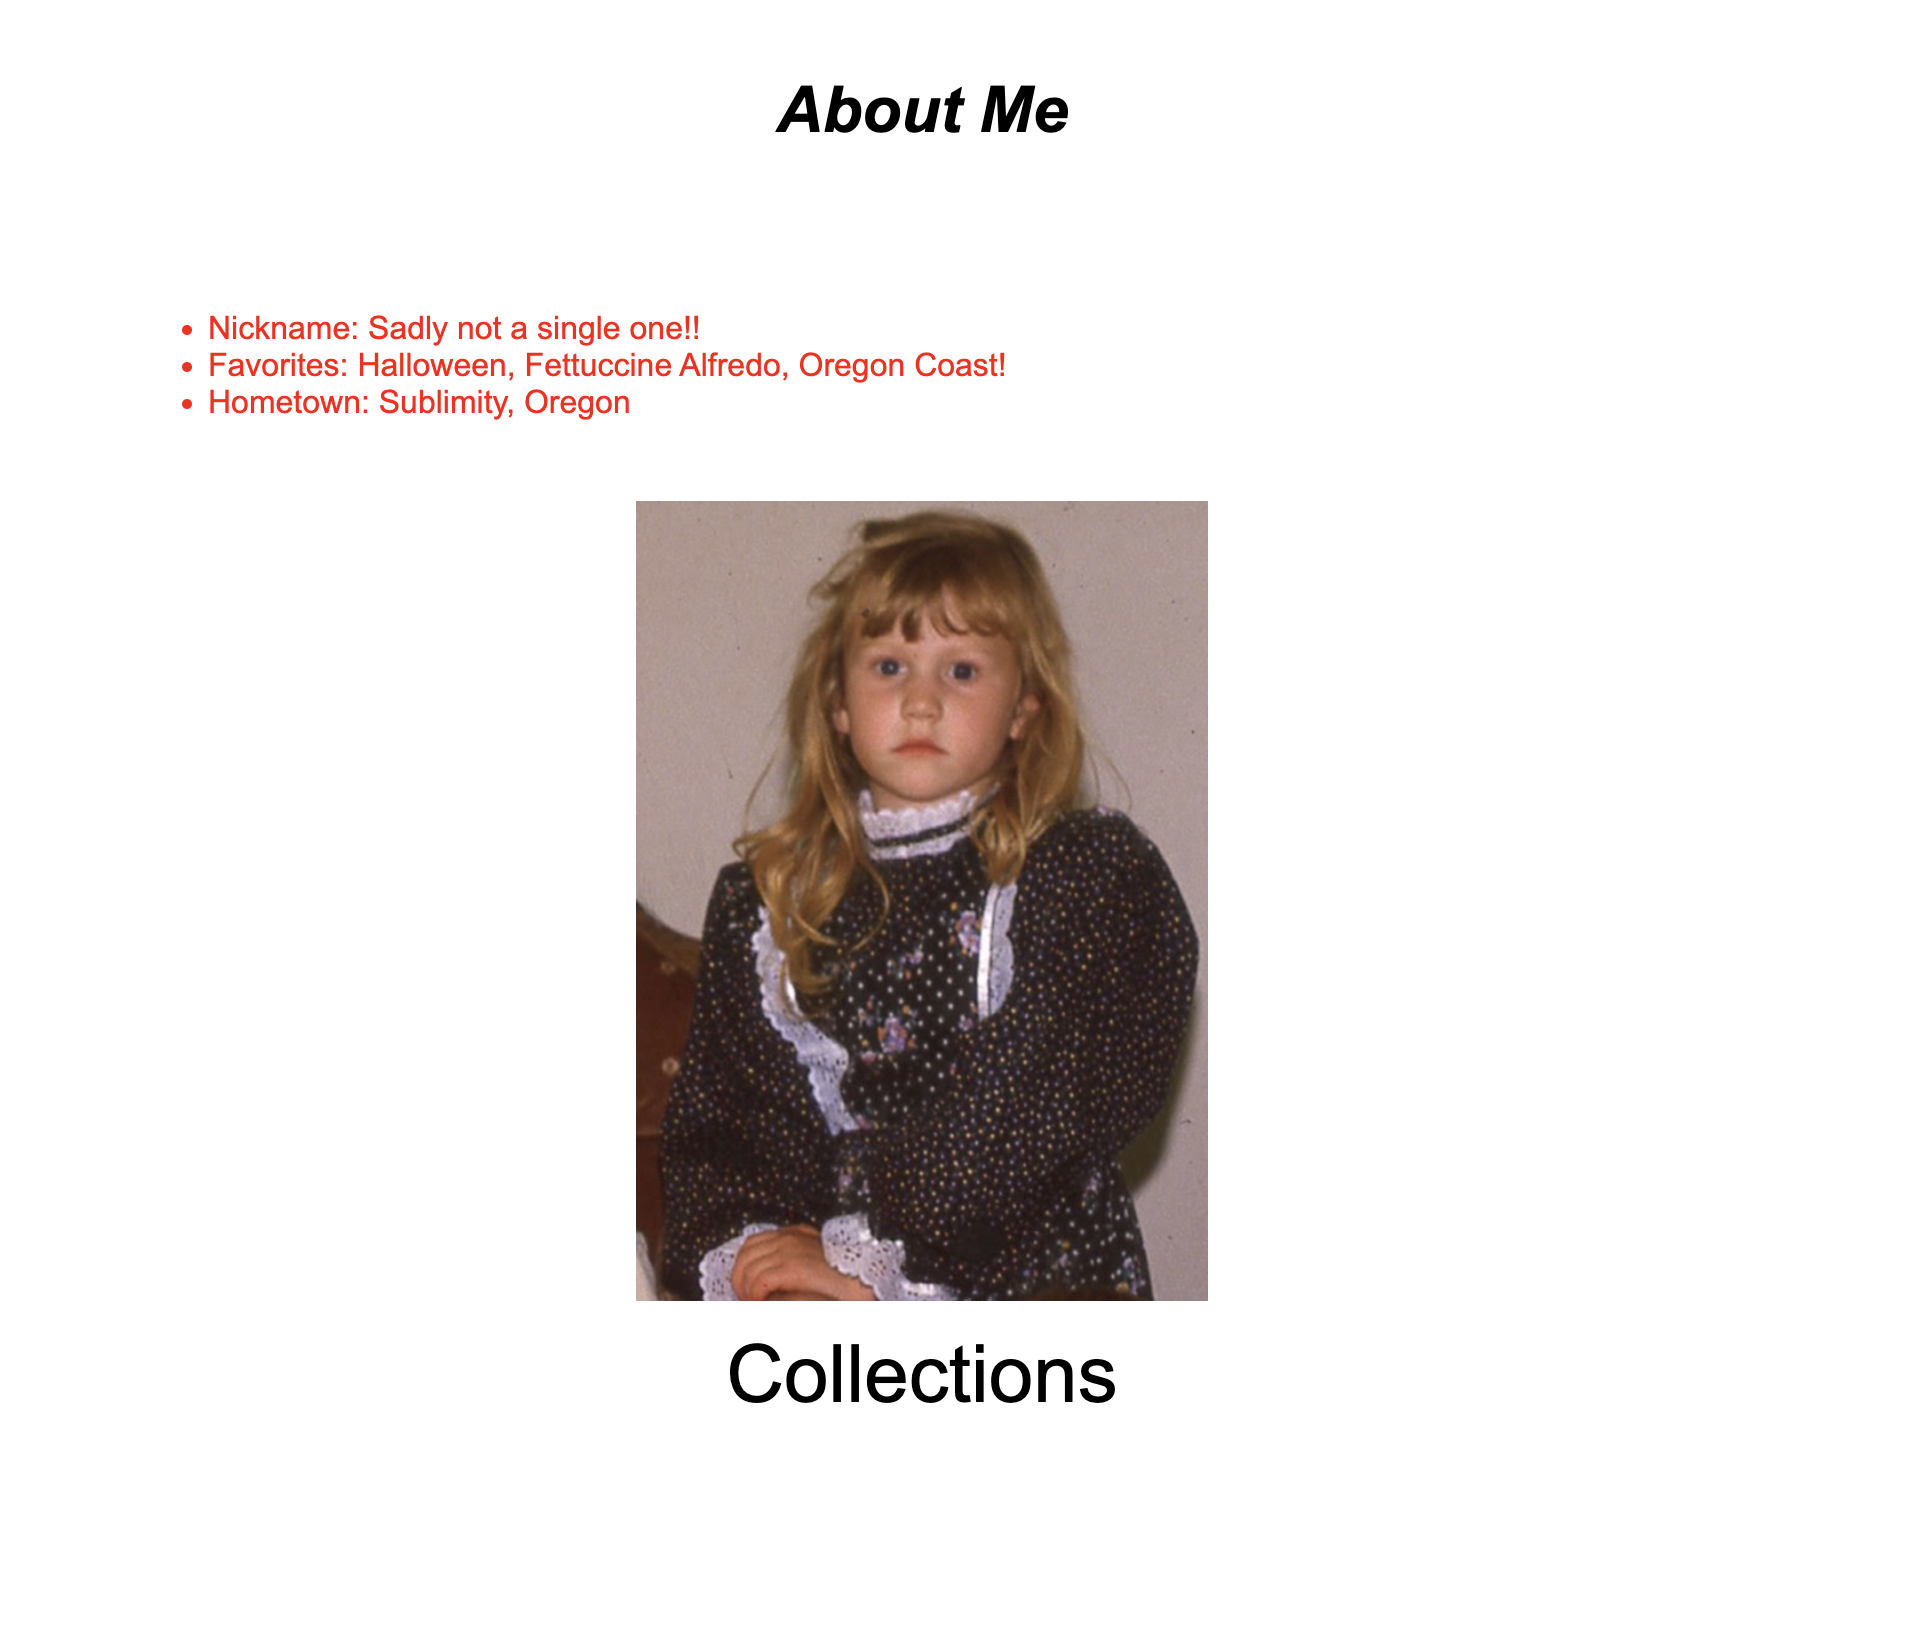 About Me
Nickname: Sadly not a single one!!
Favorites: Halloween, Fettuccine Alfredo, Oregon Coast!
Hometown: Sublimity, Oregon
Collections